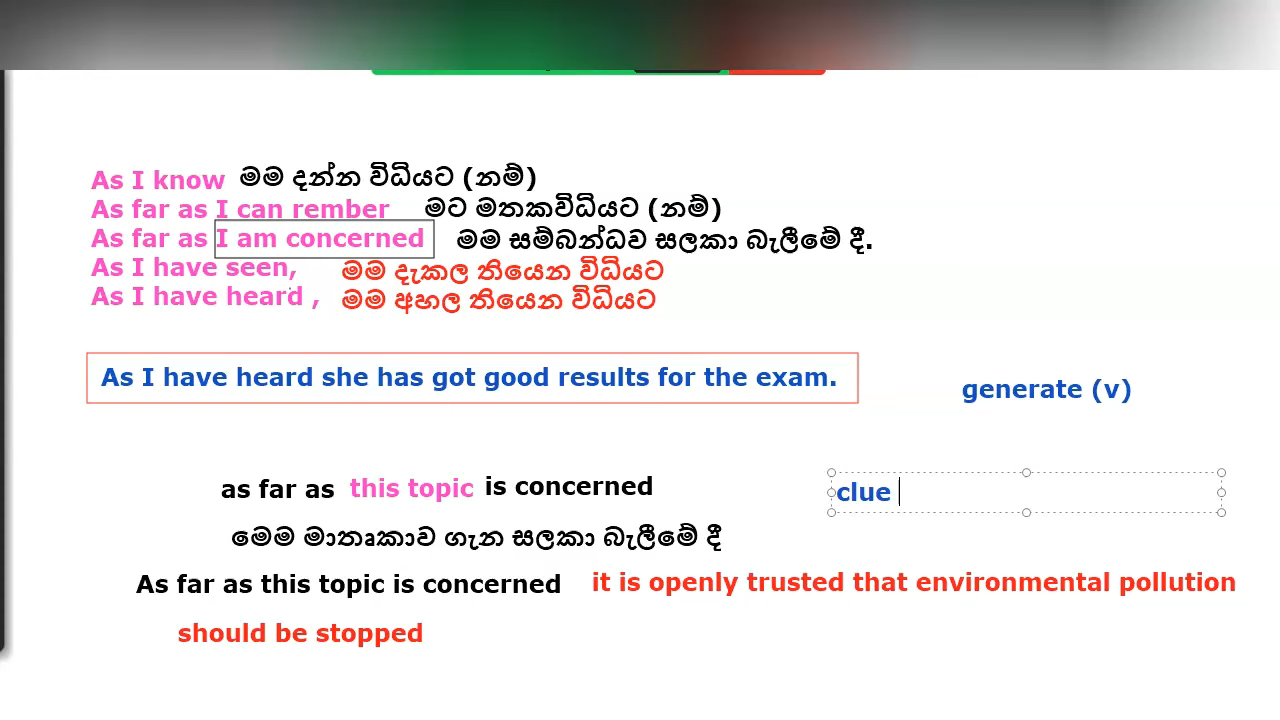 As I know මම දන්න විධියට (නම්)
As far as I can rember මට මතකවිධියට (නම්)
As far as I am concerned මම සම්බන්ධව සලකා බැලීමේ දී.
As I have seen, මම දැකල තියෙන විධියට
As I have heard , මම අහල තියෙන විධියට
As I have heard she has got good results for the exam.
generate (v)
as far as this topic is concerned
clue
මෙම මාතෘකාව ගැන සලකා බැලීමේ දී
As far as this topic is concerned it is openly trusted that environmental pollution
should be stopped